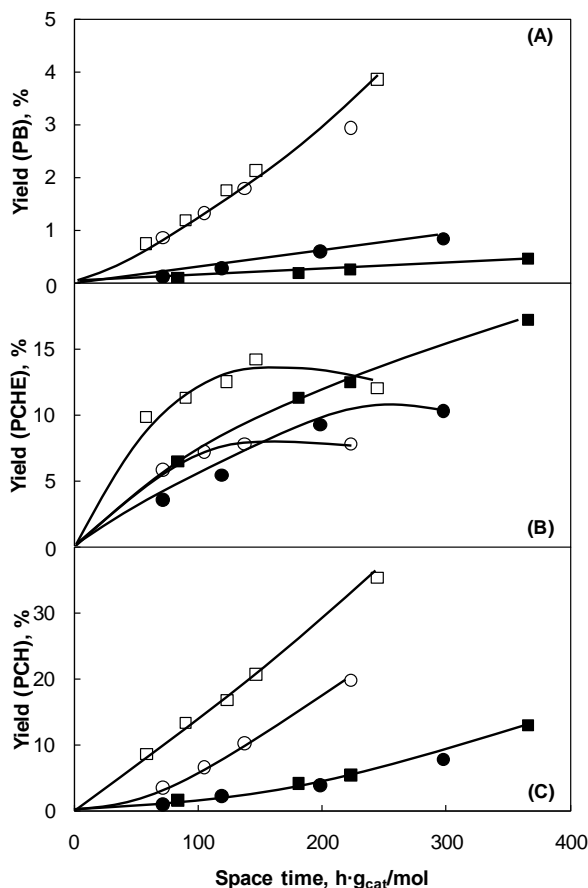 5
(A)
4
3
2
1
0
Yield (PB), %
15
10
5
0
Yield (PCHE), %
(B)
30
20
10
0
Yield (PCH), %
(C)
0 100 200 300 400
Space time, h·gcat/mol